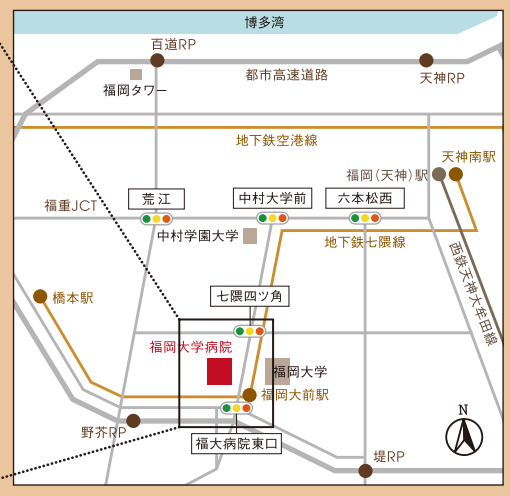 博多湾
百道RP
都市高速道路
天神RP
福岡タワー
地下鉄空港線
天神南駅
福岡(天神)駅
荒江
中村大学前
六本松西
福重JCT
中村学園大学
地下鉄七隈線
西鉄天神大牟田線
橋本駅
七隈四ツ角
福岡大学病院
福岡大学
福岡大前駅
野芥RP
福大病院東口
堤RP
N